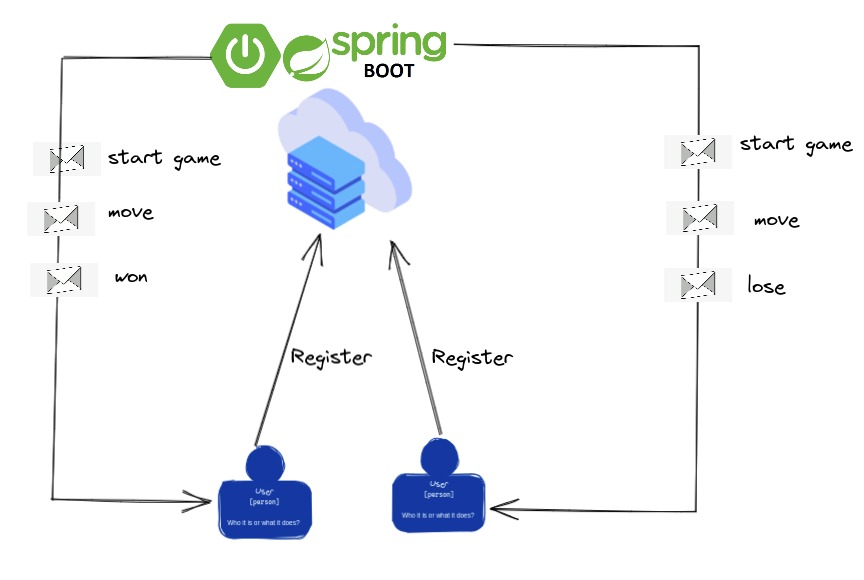 spring
BOOT
start game
move
won
start game
move
lose
Register
Register
User
[person]
Who it is or what it does?
User
[person]
Who it is or what it does?